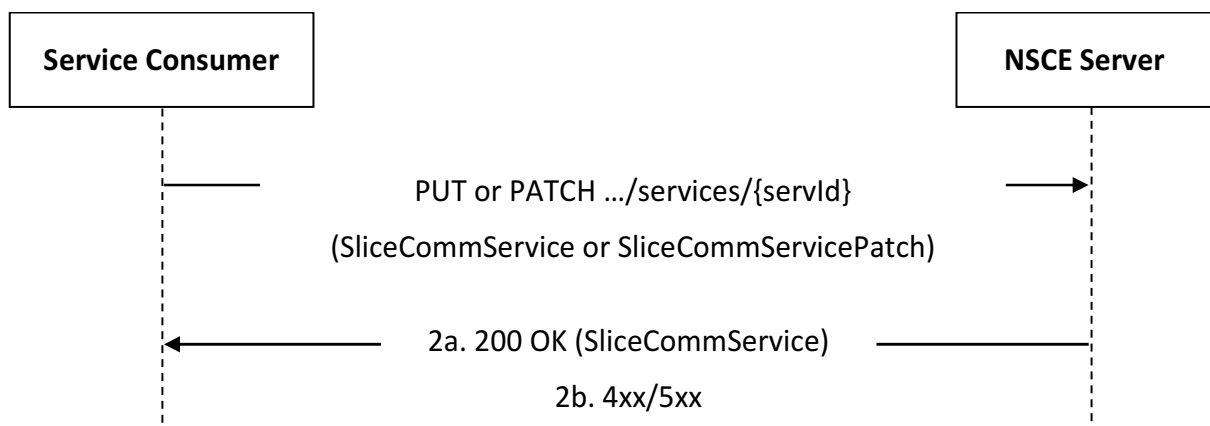 Service Consumer
NSCE Server
PUT or PATCH …/services/{servId}
(SliceCommService or SliceCommServicePatch)
2a. 200 OK (SliceCommService)
2b. 4xx/5xx